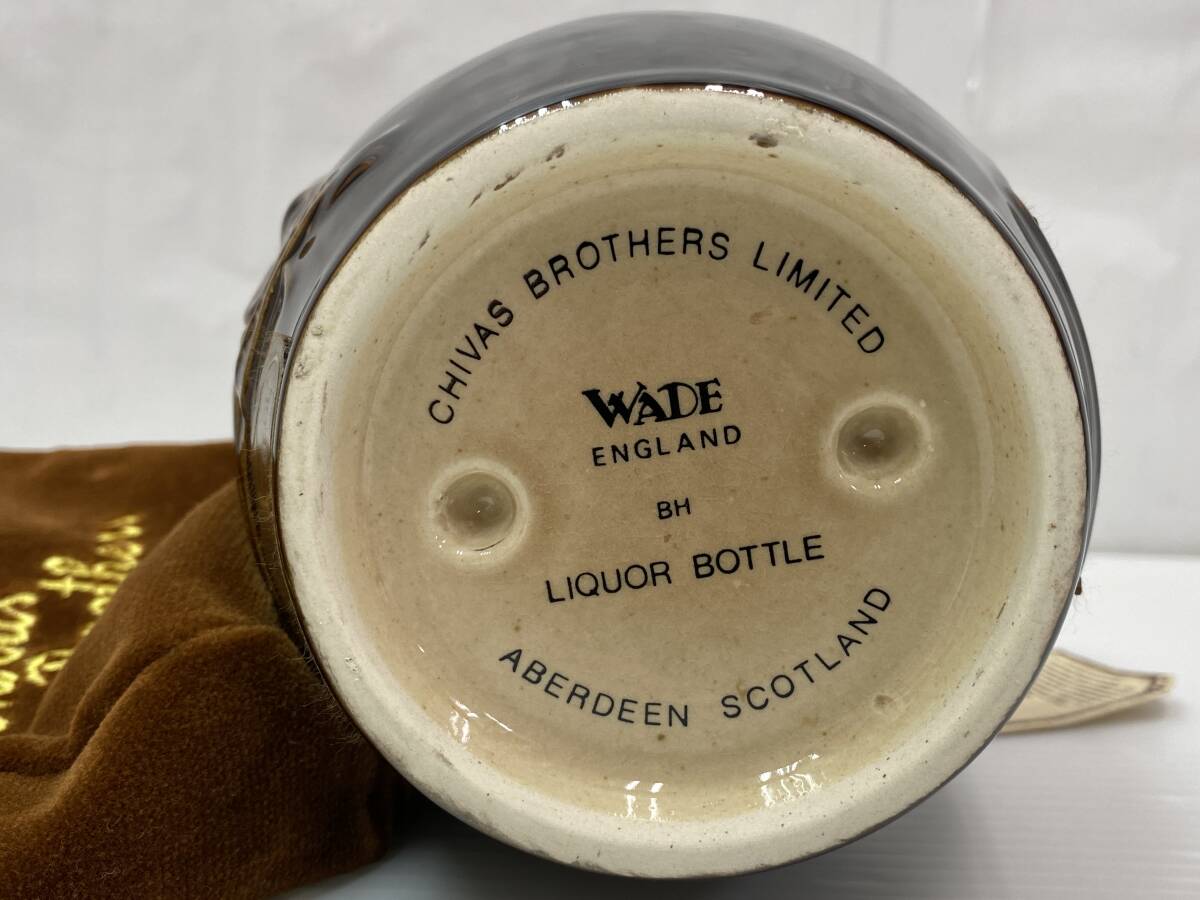 CHIVAS BROTHERS LIMITED
WADE
ENGLAND
BH
LIQUOR BOTTLE
ABERDEEN SCOTLAND